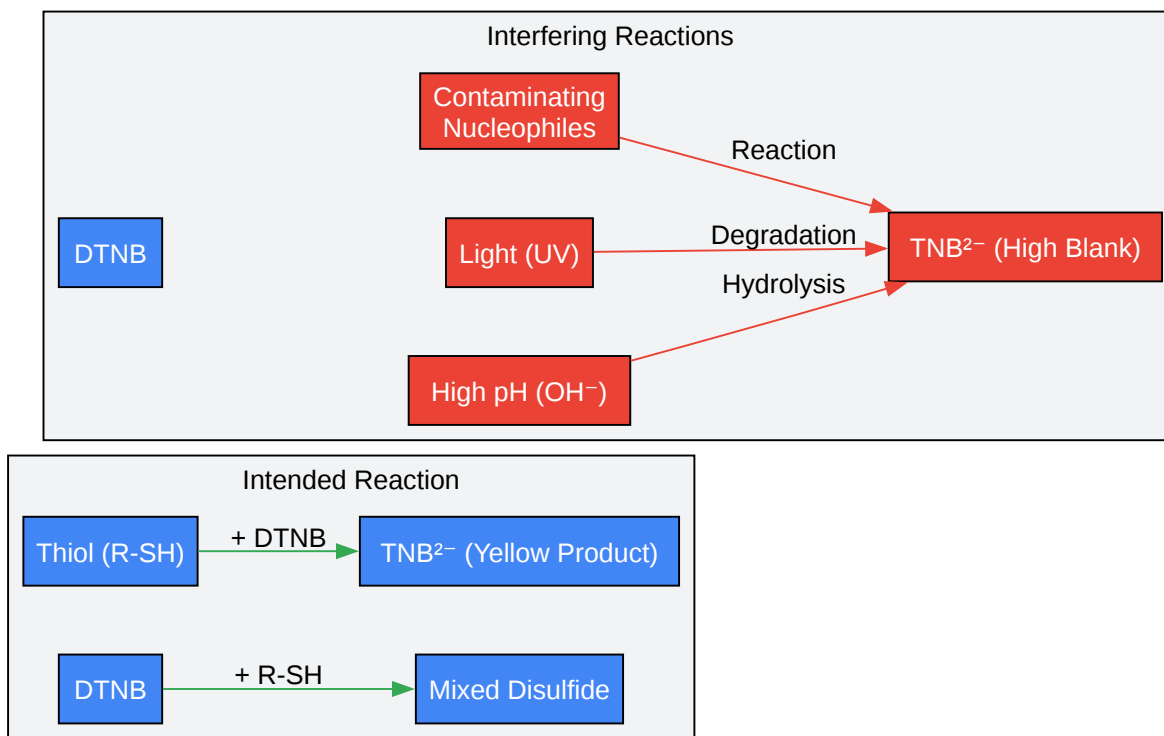 Interfering Reactions
Contaminating
Nucleophiles
Reaction
DTNB
Light (UV)
Degradation
TNB²⁻ (High Blank)
Hydrolysis
High pH (OH⁻)
Intended Reaction
Thiol (R-SH)
+ DTNB
TNB²⁻ (Yellow Product)
DTNB
+ R-SH
Mixed Disulfide